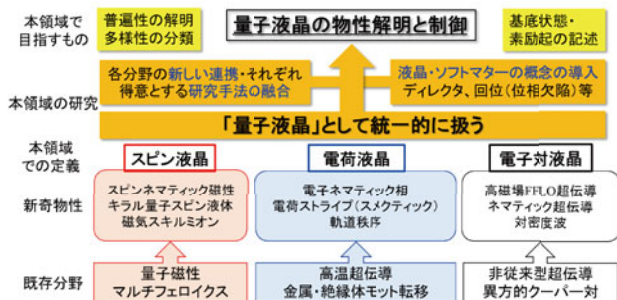 本領域で
目指すもの
普遍性の解明
多様性の分類
量子液晶の物性解明と制御
基底状態・
素励起の記述
本領域の研究
各分野の新しい連携・それぞれ
得意とする研究手法の融合
液晶・ソフトマターの概念の導入
ディレクタ、回位(位相欠陥)等
「量子液晶」として統一的に扱う
本領域
での定義
スピン液晶
電荷液晶
電子対液晶
新奇物性
スピンネマティック磁性
キラル量子スピン液体
磁気スキルミオン
電子ネマティック相
電荷ストライプ(スメクティック)
軌道秩序
高磁場FFLO超伝導
ネマティック超伝導
対密度波
既存分野
量子磁性
マルチフェロイクス
高温超伝導
金属・絶縁体モット転移
非従来型超伝導
異方的クーパー対